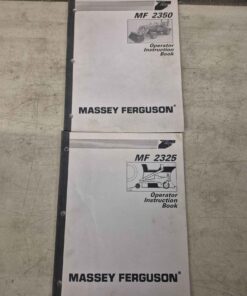 MF 2350
Operator
Instruction
Book
MASSEY FERGUSON®
MF 2325
Operator
Instruction
Book
MASSEY FERGUSON®